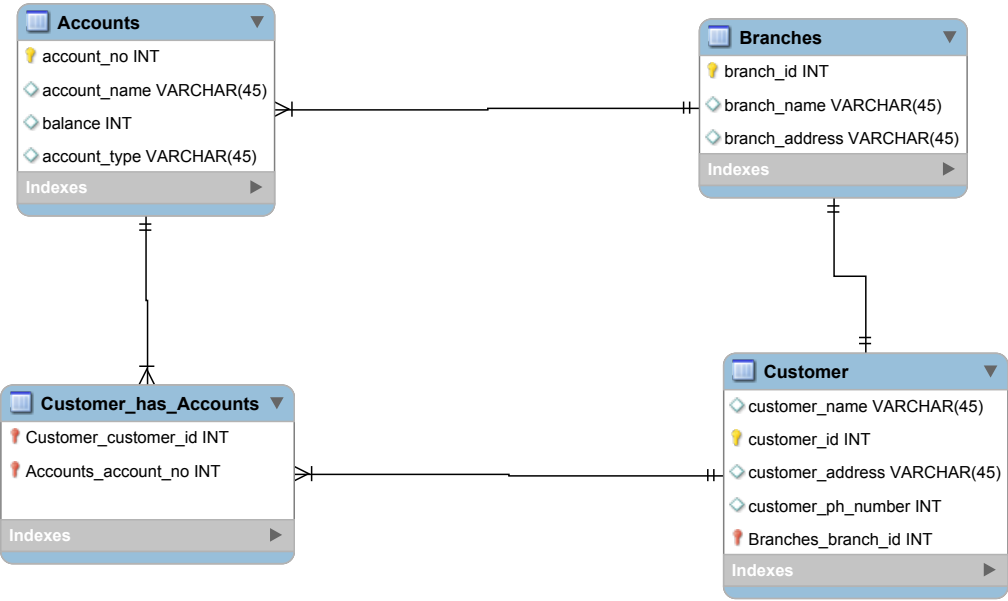 Accounts
account_no INT
account_name VARCHAR(45)
balance INT
account_type VARCHAR(45)
Indexes
Branches
branch_id INT
branch_name VARCHAR(45)
branch_address VARCHAR(45)
Indexes
Customer_has_Accounts
Customer_customer_id INT
Accounts_account_no INT
Indexes
Customer
customer_name VARCHAR(45)
customer_id INT
customer_address VARCHAR(45)
customer_ph_number INT
Branches_branch_id INT
Indexes